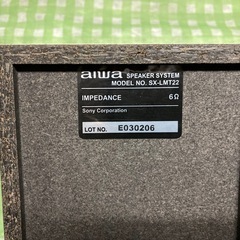 aiwa SPEAKER SYSTEM
MODEL NO. SX-LMT22
IMPEDANCE 6Ω
Sony Corporation
LOT NO. E030206